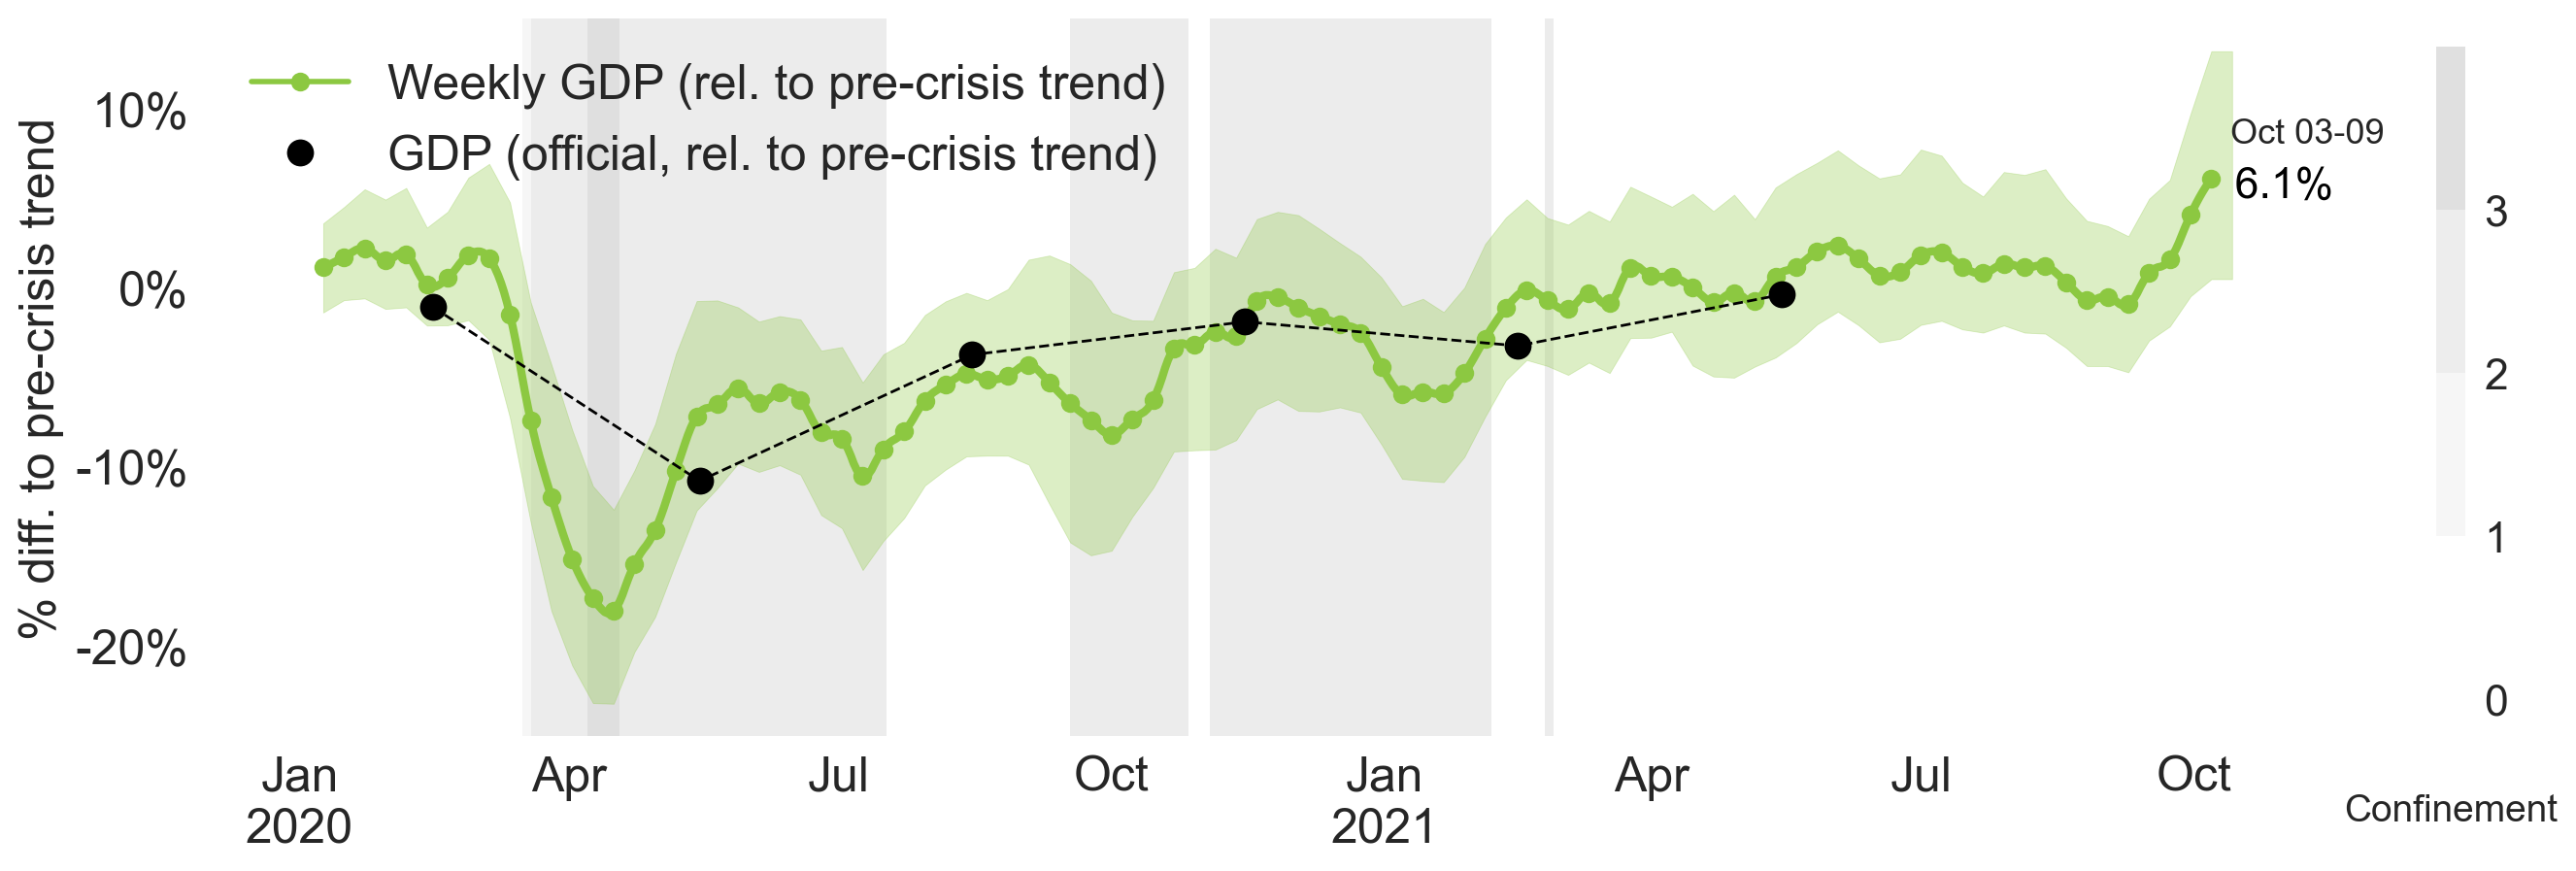 Weekly GDP (rel. to pre-crisis trend)
GDP (official, rel. to pre-crisis trend)
% diff. to pre-crisis trend
10%
0%
-10%
-20%
Oct 03-09
6.1%
3
2
1
0
Jan Apr Jul Oct Jan Apr Jul Oct
2020 2021
Confinement